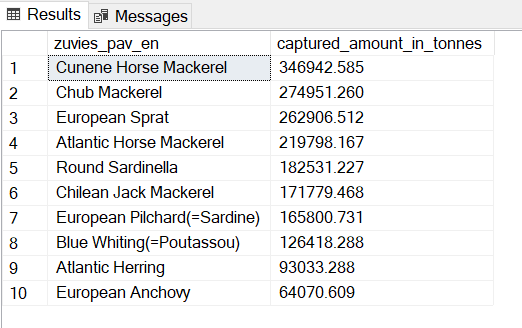 Results Messages
zuvies_pav_en captured_amount_in_tonnes
1 Cunene Horse Mackerel 346942.585
2 Chub Mackerel 274951.260
3 European Sprat 262906.512
4 Atlantic Horse Mackerel 219798.167
5 Round Sardinella 182531.227
6 Chilean Jack Mackerel 171779.468
7 European Pilchard(=Sardine) 165800.731
8 Blue Whiting(=Poutassou) 126418.288
9 Atlantic Herring 93033.288
10 European Anchovy 64070.609